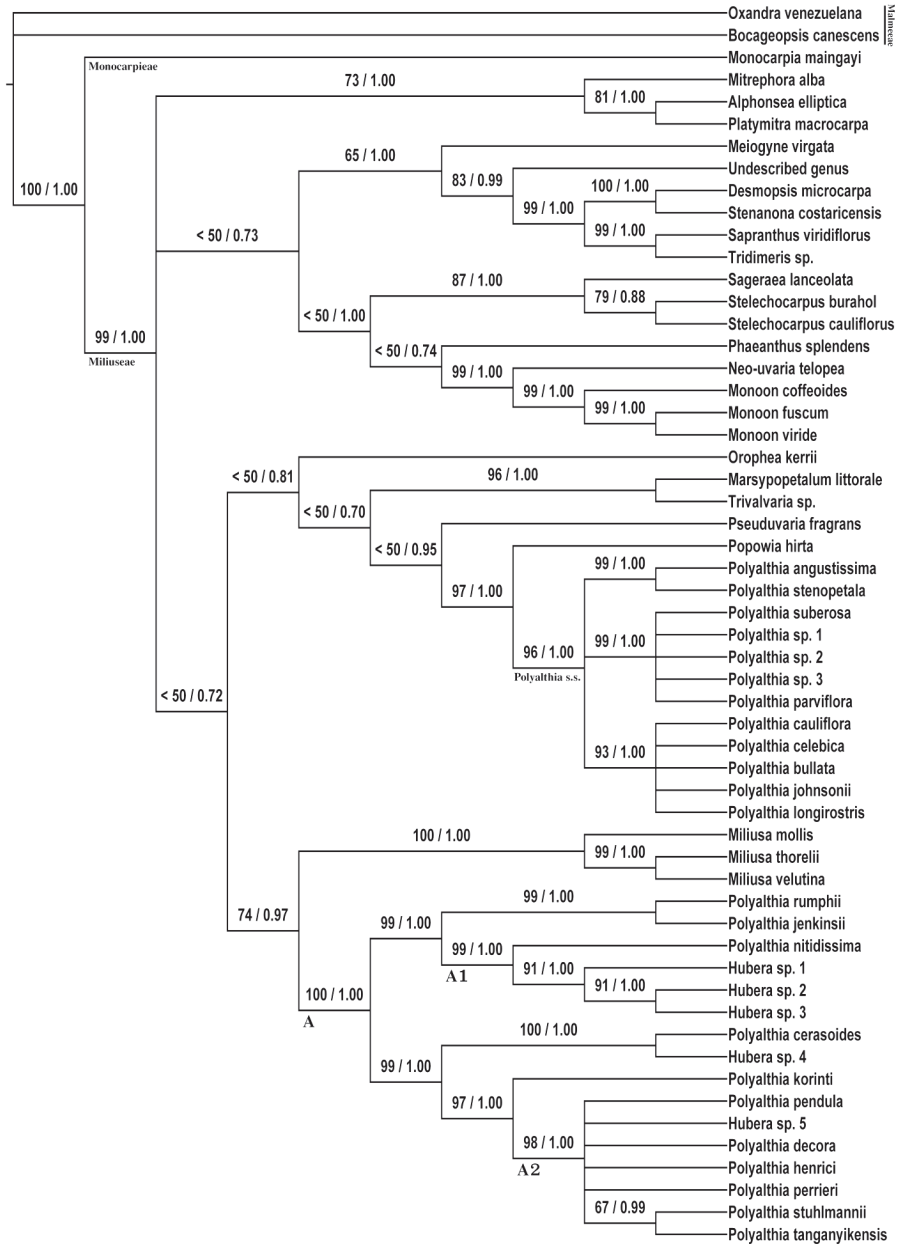 Oxandra venezuelana
Malmeeae
Bocageopsis canescens
Monocarpia maingayi
Monocarpieae
73 / 1.00
Mitrephora alba
81 / 1.00
Alphonsea elliptica
Platymitra macrocarpa
Meiogyne virgata
65 / 1.00
Undescribed genus
83 / 0.99
100 / 1.00
Desmopsis microcarpa
100 / 1.00
99 / 1.00
Stenanona costaricensis
99 / 1.00
Sapranthus viridiflorus
< 50 / 0.73
Tridimeris sp.
87 / 1.00
Sageraea lanceolata
79 / 0.88
Stelechocarpus burahol
< 50 / 1.00
Stelechocarpus cauliflorus
99 / 1.00
Miliuseae
< 50 / 0.74
Phaeanthus splendens
99 / 1.00
Neo-uvaria telopea
99 / 1.00
Monoon coffeoides
99 / 1.00
Monoon fuscum
Monoon viride
Orophea kerrii
< 50 / 0.81
96 / 1.00
Marsypopetalum littorale
Trivalvaria sp.
< 50 / 0.70
Pseuduvaria fragrans
< 50 / 0.95
Popowia hirta
99 / 1.00
Polyalthia angustissima
97 / 1.00
Polyalthia stenopetala
Polyalthia suberosa
99 / 1.00
Polyalthia sp. 1
96 / 1.00
Polyalthia sp. 2
Polyalthia s.s.
Polyalthia sp. 3
< 50 / 0.72
Polyalthia parviflora
Polyalthia cauliflora
93 / 1.00
Polyalthia celebica
Polyalthia bullata
Polyalthia johnsonii
Polyalthia longirostris
100 / 1.00
Miliusa mollis
99 / 1.00
Miliusa thorelii
Miliusa velutina
99 / 1.00
Polyalthia rumphii
74 / 0.97
99 / 1.00
Polyalthia jenkinsii
99 / 1.00
Polyalthia nitidissima
A1
91 / 1.00
Hubera sp. 1
91 / 1.00
Hubera sp. 2
100 / 1.00
Hubera sp. 3
A
100 / 1.00
Polyalthia cerasoides
Hubera sp. 4
99 / 1.00
Polyalthia korinti
97 / 1.00
Polyalthia pendula
Hubera sp. 5
98 / 1.00
Polyalthia decora
A2
Polyalthia henrici
Polyalthia perrieri
67 / 0.99
Polyalthia stuhlmannii
Polyalthia tanganyikensis